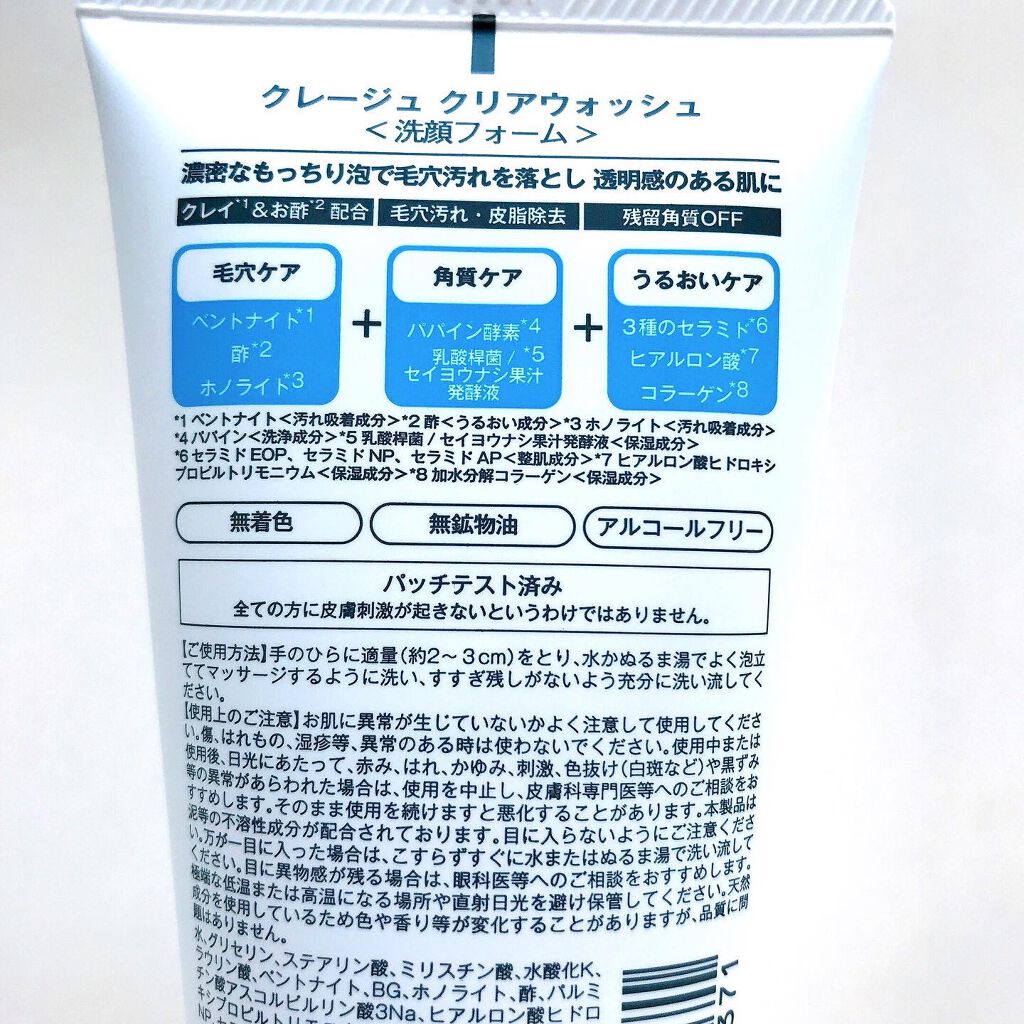 クレージュ クリアウォッシュ
＜洗顔フォーム＞
濃密なもっちり泡で毛穴汚れを落とし 透明感のある肌に
クレイ*1＆お酢*2 配合 毛穴汚れ・皮脂除去 残留角質OFF
毛穴ケア
ベントナイト*1
酢*2
ホノライト*3
+
角質ケア
パパイン酵素*4
乳酸桿菌 / *5
セイヨウナシ果汁
発酵液
+
うるおいケア
3種のセラミド*6
ヒアルロン酸*7
コラーゲン*8
*1 ベントナイト＜汚れ吸着成分＞*2 酢＜うるおい成分＞*3 ホノライト＜汚れ吸着成分＞
*4 パパイン＜洗浄成分＞*5 乳酸桿菌 / セイヨウナシ果汁発酵液＜保湿成分＞
*6 セラミドEOP、セラミドNP、セラミドAP＜整肌成分＞*7 ヒアルロン酸ヒドロキシ
プロピルトリモニウム＜保湿成分＞*8 加水分解コラーゲン＜保湿成分＞
無着色 無鉱物油 アルコールフリー
パッチテスト済み
全ての方に皮膚刺激が起きないというわけではありません。
【ご使用方法】手のひらに適量(約2～3cm)をとり、水かぬるま湯でよく泡立
ててマッサージするように洗い、すすぎ残しがないよう充分に洗い流してく
ださい。
【使用上のご注意】お肌に異常が生じていないかよく注意して使用してくださ
い。傷、はれもの、湿疹等、異常のある時は使わないでください。使用中または
使用後、日光にあたって、赤み、はれ、かゆみ、刺激、色抜け(白斑など)や黒ずみ
等の異常があらわれた場合は、使用を中止し、皮膚科専門医等へのご相談をお
すすめします。そのまま使用を続けますと悪化することがあります。本製品は
泥等の不溶性成分が配合されております。目に入らないようにご注意くださ
い。万が一目に入った場合は、こすらずすぐに水またはぬるま湯で洗い流して
ください。目に異物感が残る場合は、眼科医等へのご相談をおすすめします。
極端な低温または高温になる場所や直射日光を避け保管してください。天然
成分を使用しているため色や香り等が変化することがありますが、品質に問
題はありません。
水、グリセリン、ステアリン酸、ミリスチン酸、水酸化K、
ラウリン酸、ベントナイト、BG、ホノライト、酢、パルミ
チン酸アスコルビルリン酸3Na、ヒアルロン酸ヒドロ
キシプロピルトリモ
NP、セ
371